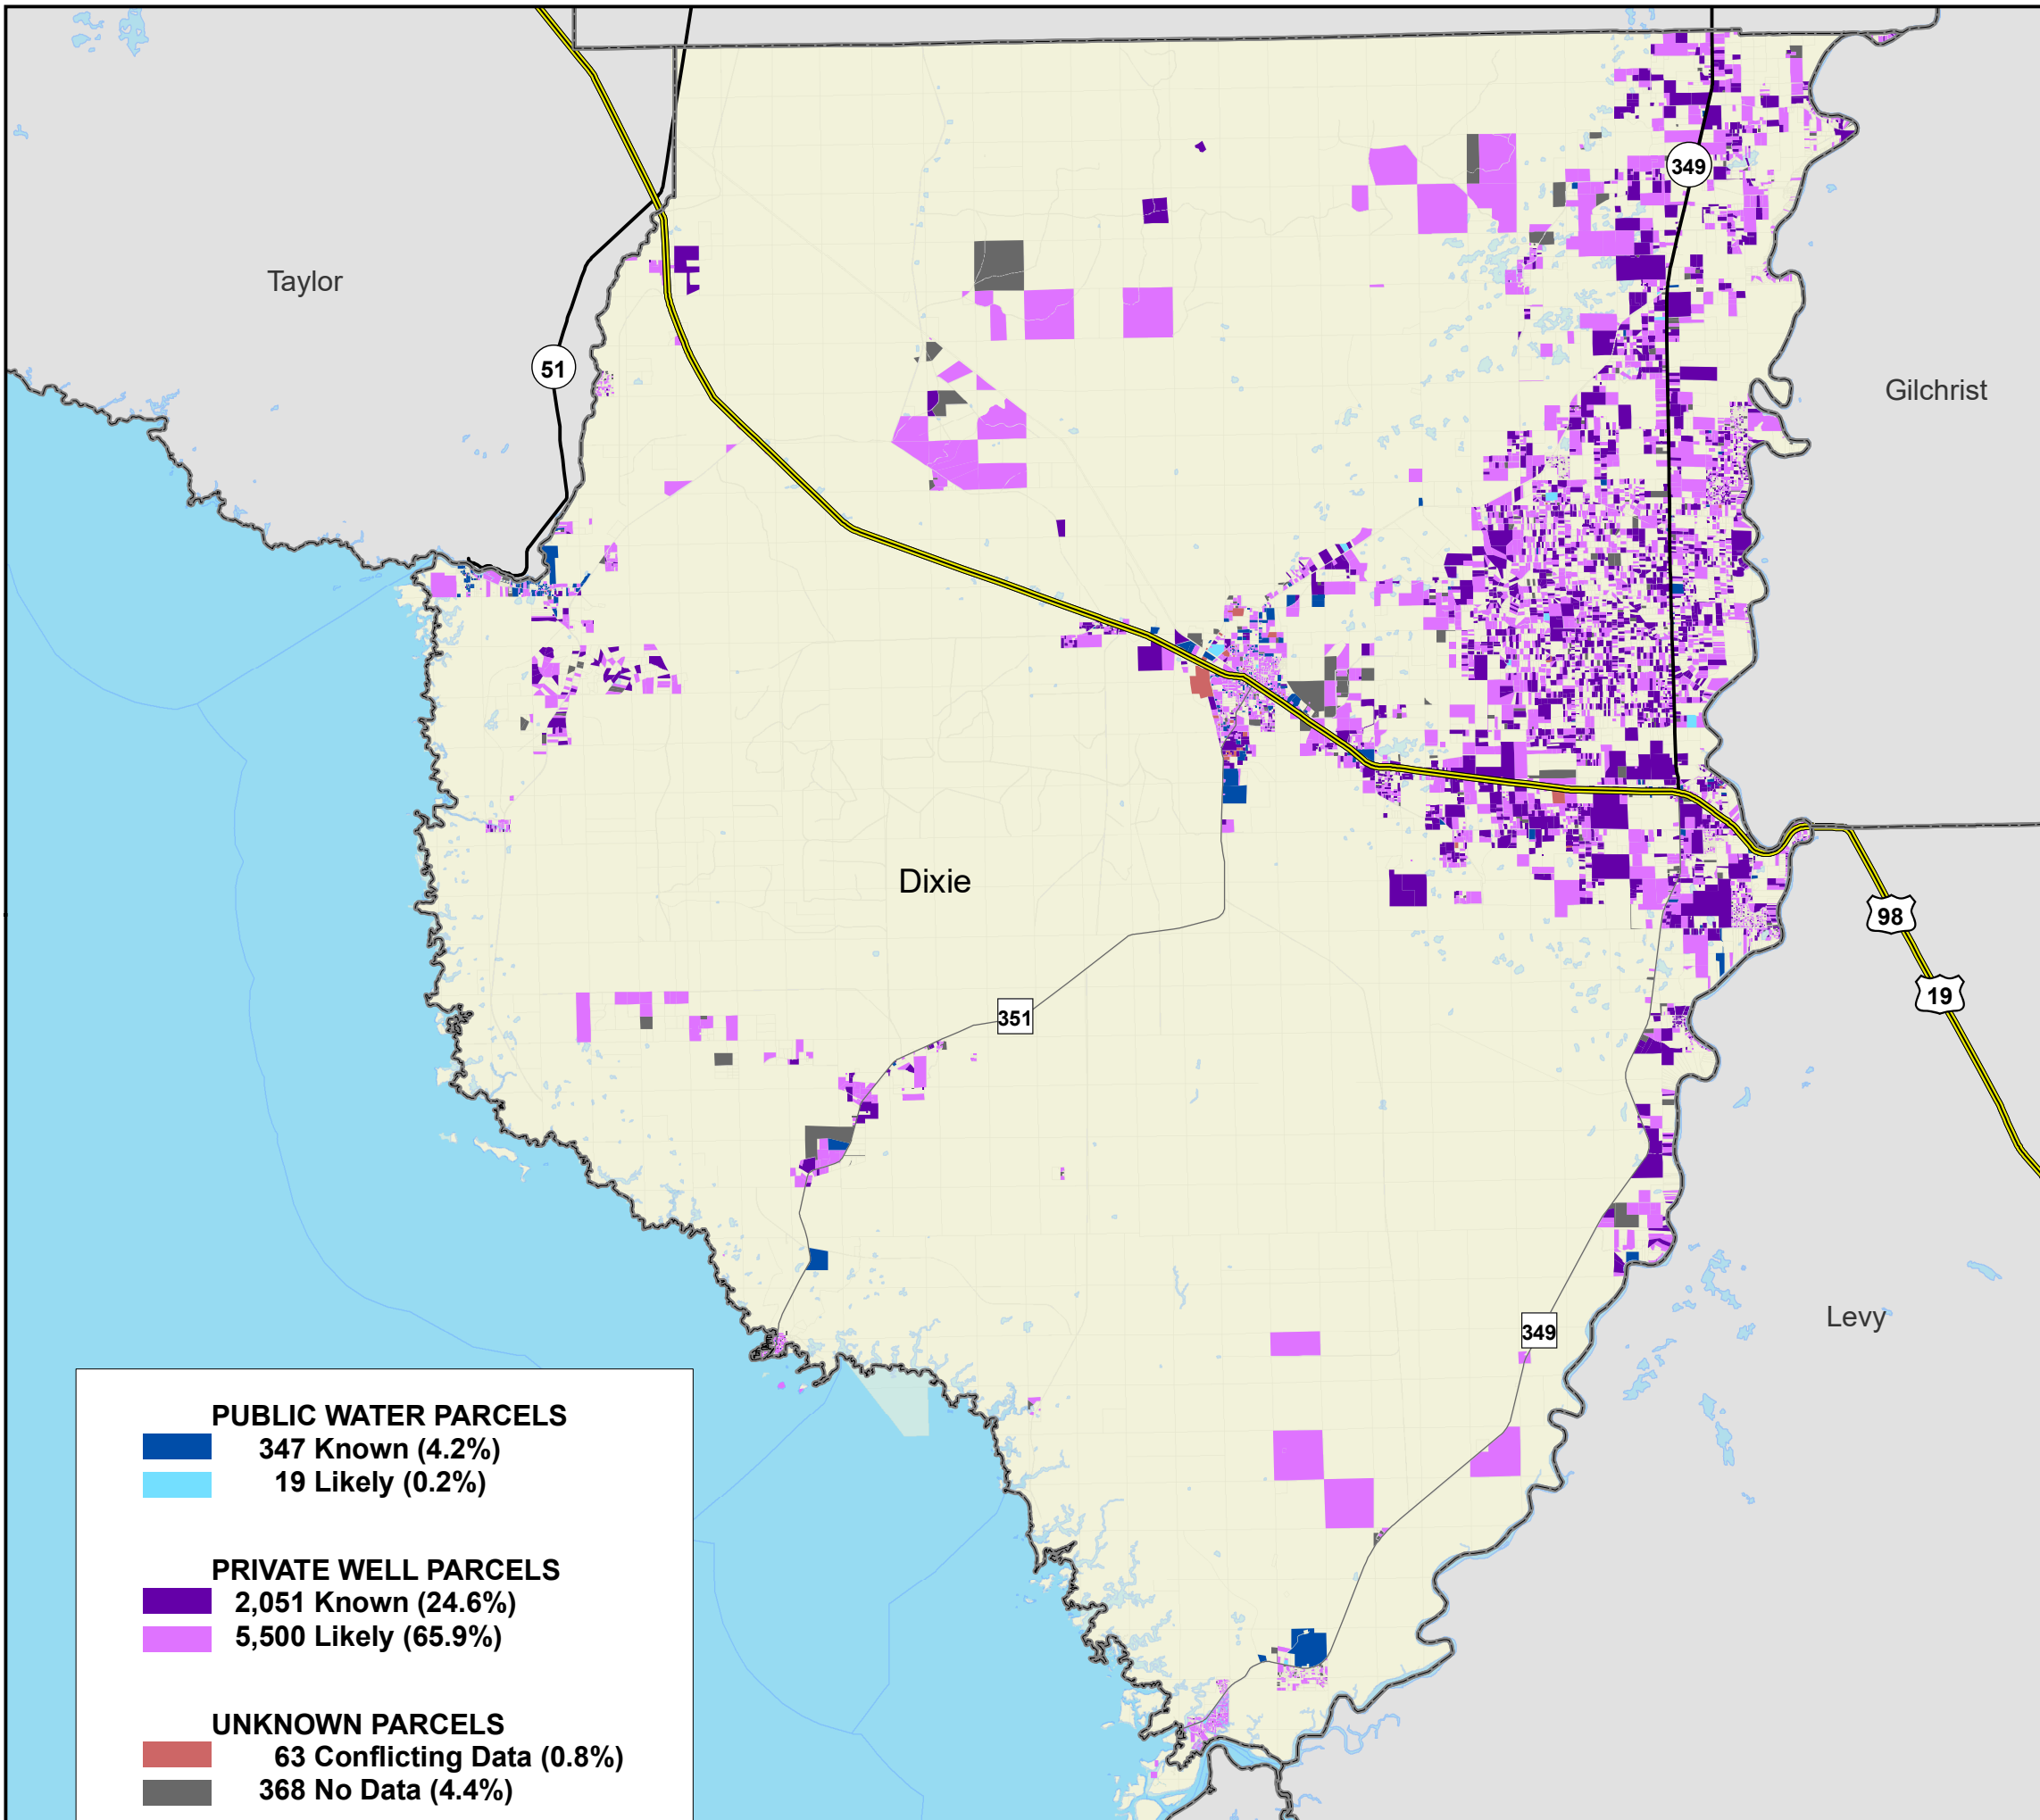 349
Taylor
51
Gilchrist
Dixie
98
19
351
Levy
349
PUBLIC WATER PARCELS
347 Known (4.2%)
19 Likely (0.2%)
PRIVATE WELL PARCELS
2,051 Known (24.6%)
5,500 Likely (65.9%)
UNKNOWN PARCELS
63 Conflicting Data (0.8%)
368 No Data (4.4%)